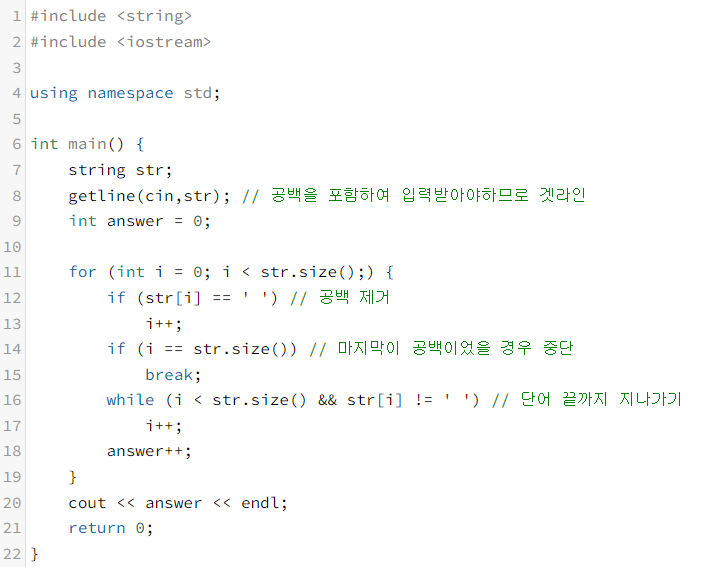 1 #include <string>
2 #include <iostream>
3
4 using namespace std;
5
6 int main() {
7     string str;
8     getline(cin,str); // 공백을 포함하여 입력받아야하므로 겟라인
9     int answer = 0;
10
11     for (int i = 0; i < str.size();) {
12         if (str[i] == ' ') // 공백 제거
13             i++;
14         if (i == str.size()) // 마지막이 공백이었을 경우 중단
15             break;
16         while (i < str.size() && str[i] != ' ') // 단어 끝까지 지나가기
17             i++;
18         answer++;
19     }
20     cout << answer << endl;
21     return 0;
22 }